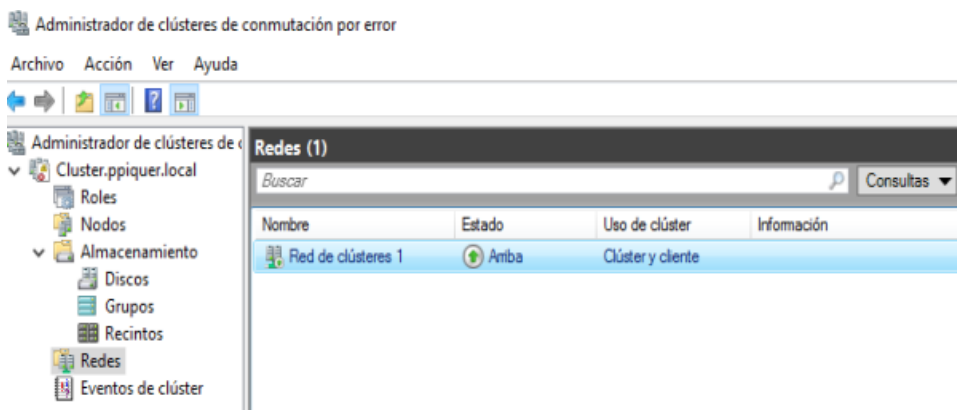 Administrador de clústeres de conmutación por error
Archivo Acción Ver Ayuda
Administrador de clústeres de c
Cluster.ppiquer.local
Roles
Nodos
Almacenamiento
Discos
Grupos
Recintos
Redes
Eventos de clúster
Redes (1)
Buscar
Consultas
Nombre Estado Uso de clúster Información
Red de clústeres 1 Arriba Clúster y cliente